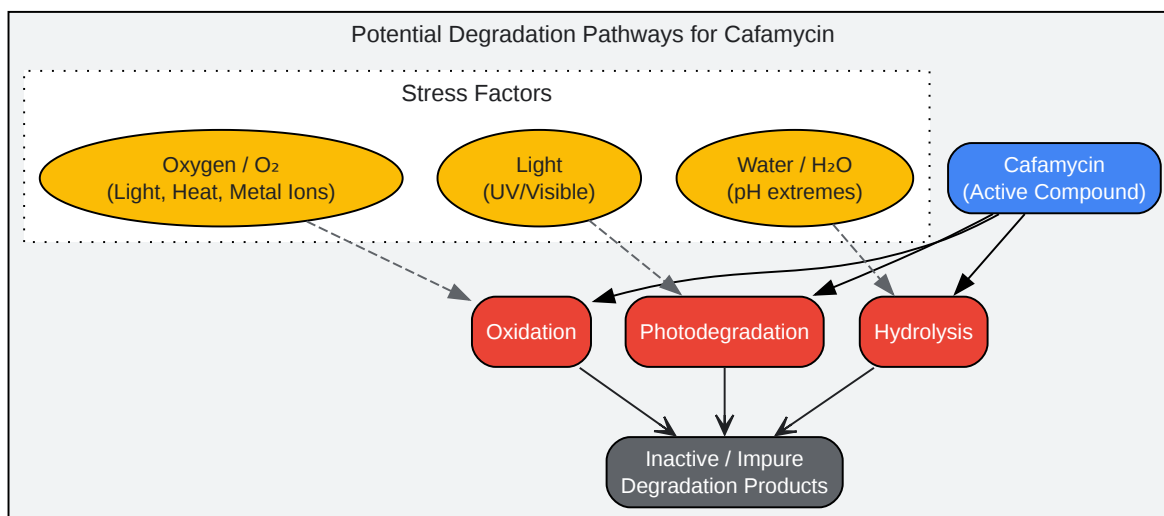 Potential Degradation Pathways for Cafamycin
Stress Factors
Oxygen / O₂
(Light, Heat, Metal Ions)
Light
(UV/Visible)
Water / H₂O
(pH extremes)
Cafamycin
(Active Compound)
Oxidation
Photodegradation
Hydrolysis
Inactive / Impure
Degradation Products